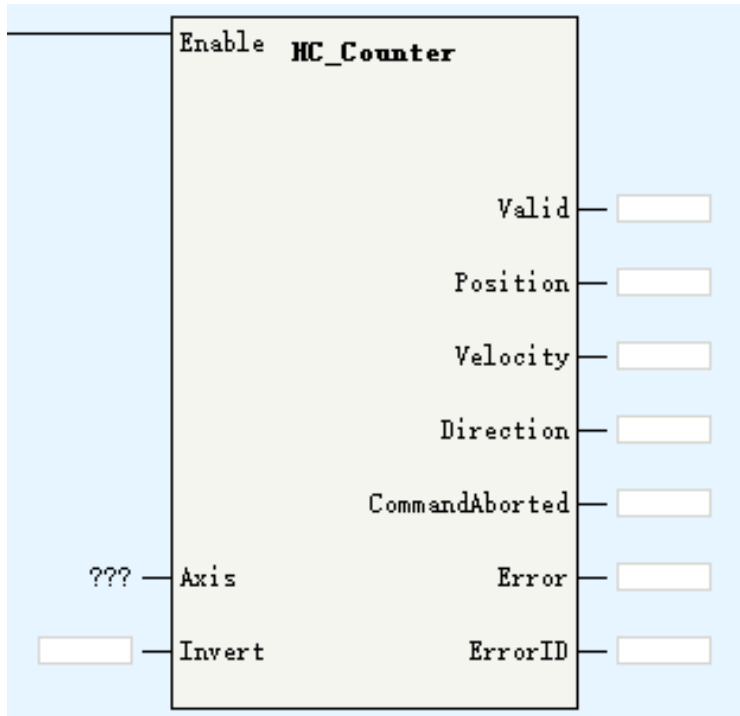 Enable
HC_Counter
Valid
Position
Velocity
Direction
CommandAborted
??? Axis Error
Invert ErrorID